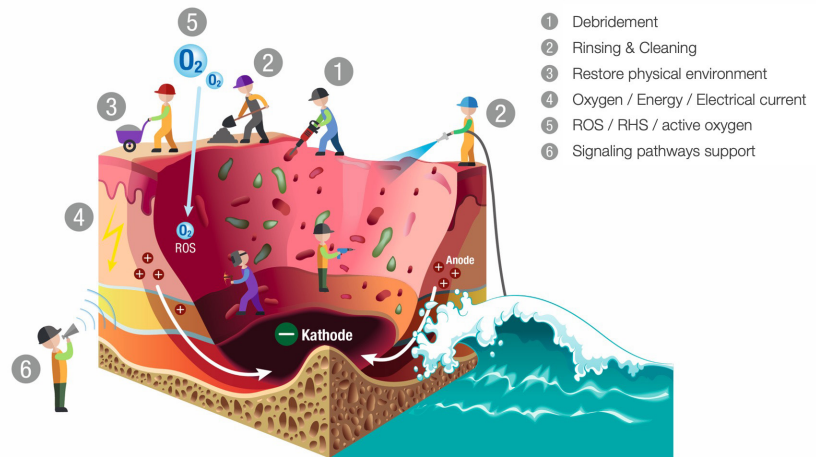 5
O₂
O₂
2
1
3
2
4
O₂
ROS
+
+
+
+
Anode
+
+
+
− Kathode
6
1 Debridement
2 Rinsing & Cleaning
3 Restore physical environment
4 Oxygen / Energy / Electrical current
5 ROS / RHS / active oxygen
6 Signaling pathways support